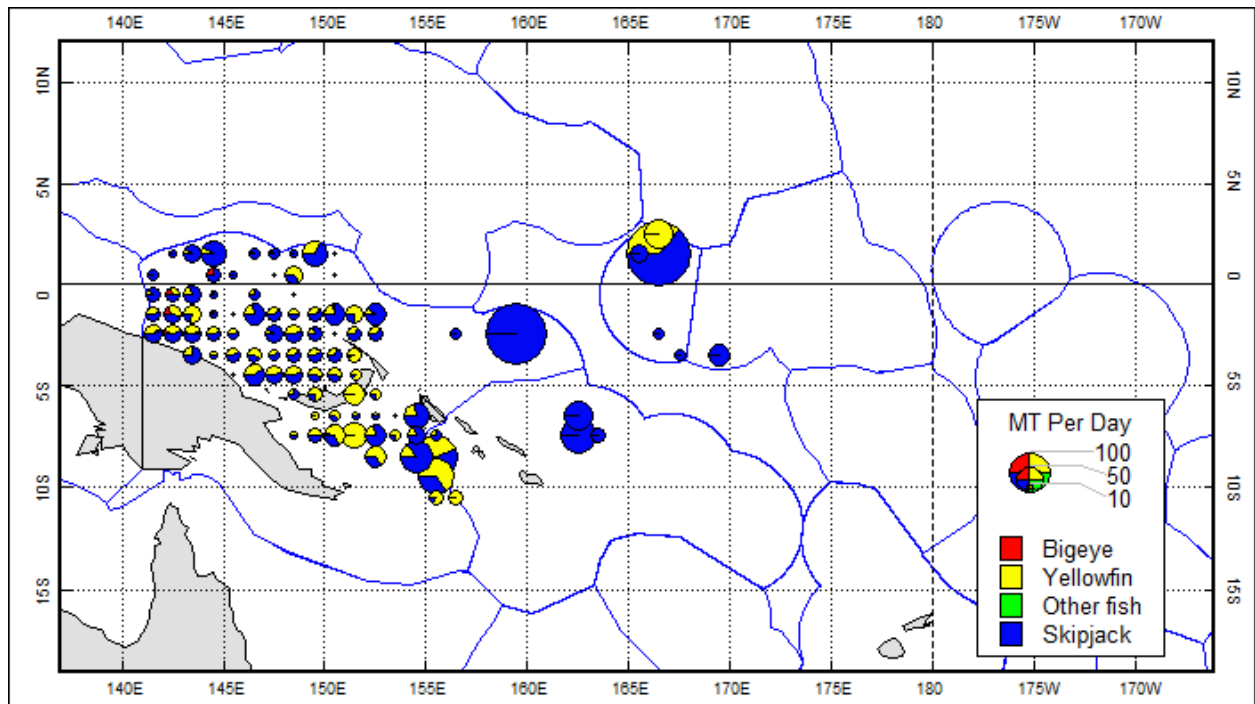 140E 145E 150E 155E 160E 165E 170E 175E 180 175W 170W
10N 10N
5N 5N
0 0
5S 5S
10S 10S
15S 15S
MT Per Day
100
50
10
Bigeye
Yellowfin
Other fish
Skipjack
140E 145E 150E 155E 160E 165E 170E 175E 180 175W 170W